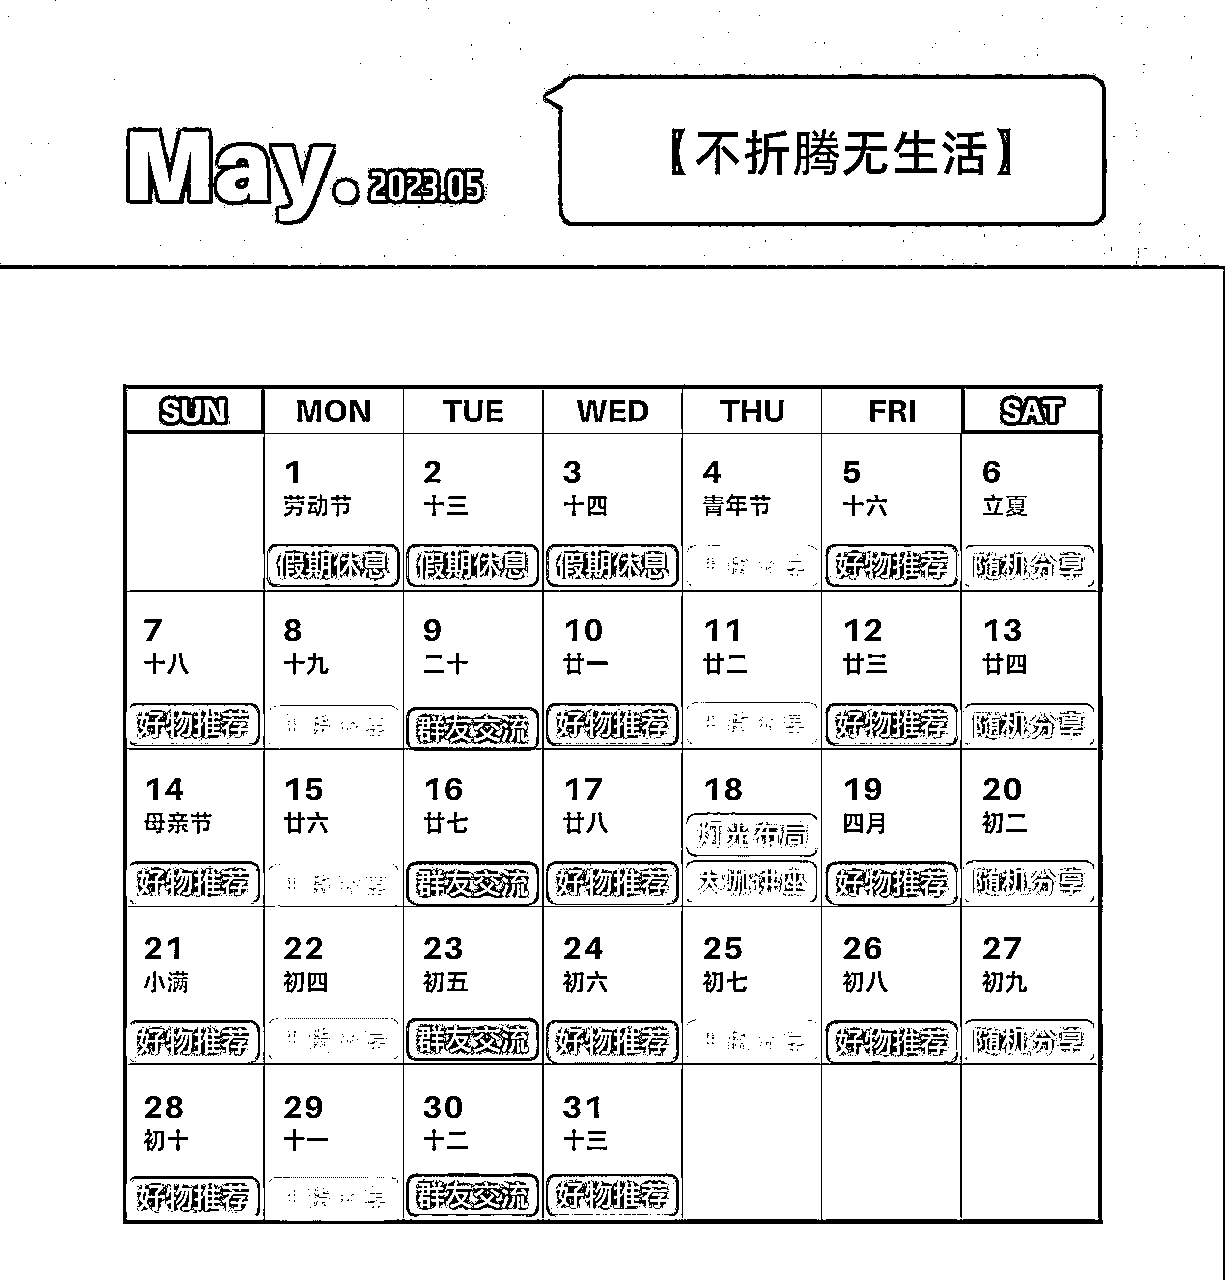 May. 2023.05
【不折腾无生活】
SUN MON TUE WED THU FRI SAT
1 2 3 4 5 6
劳动节 十三 十四 青年节 十六 立夏
假期休息 假期休息 假期休息 好物推荐 随机分享
7 8 9 10 11 12 13
十八 十九 二十 廿一 廿二 廿三 廿四
好物推荐 群友交流 好物推荐 好物推荐 随机分享
14 15 16 17 18 19 20
母亲节 廿六 廿七 廿八 灯光布局 四月 初二
好物推荐 群友交流 好物推荐 大咖讲座 好物推荐 随机分享
21 22 23 24 25 26 27
小满 初四 初五 初六 初七 初八 初九
好物推荐 群友交流 好物推荐 好物推荐 随机分享
28 29 30 31
初十 十一 十二 十三
好物推荐 群友交流 好物推荐